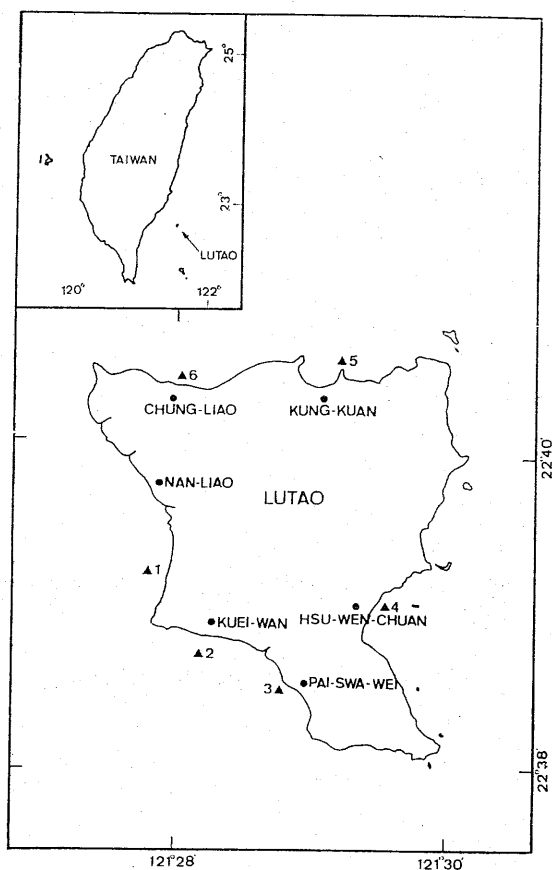 25°
TAIWAN
23°
LUTAO
120°
122°
▲6
▲5
CHUNG-LIAO
KUNG-KUAN
22°40'
NAN-LIAO
LUTAO
▲1
▲4
KUEI-WAN
HSU-WEN-CHUAN
▲2
3▲
PAI-SWA-WEI
22°38'
121°28'
121°30'